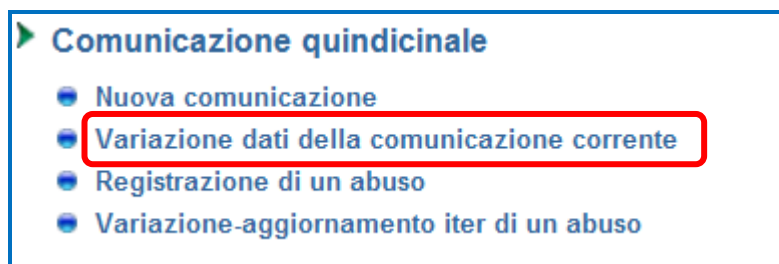 Comunicazione quindicinale
Nuova comunicazione
Variazione dati della comunicazione corrente
Registrazione di un abuso
Variazione-aggiornamento iter di un abuso